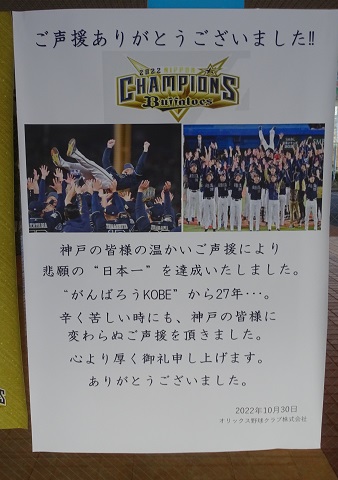 ご声援ありがとうございました!!
2022 NIPPON
CHAMPIONS
Buffaloes
神戸の皆様の温かいご声援により
悲願の“日本一”を達成いたしました。
“がんばろうKOBE”から27年・・・。
辛く苦しい時にも、神戸の皆様に
変わらぬご声援を頂きました。
心より厚く御礼申し上げます。
ありがとうございました。
2022年10月30日
オリックス野球クラブ株式会社